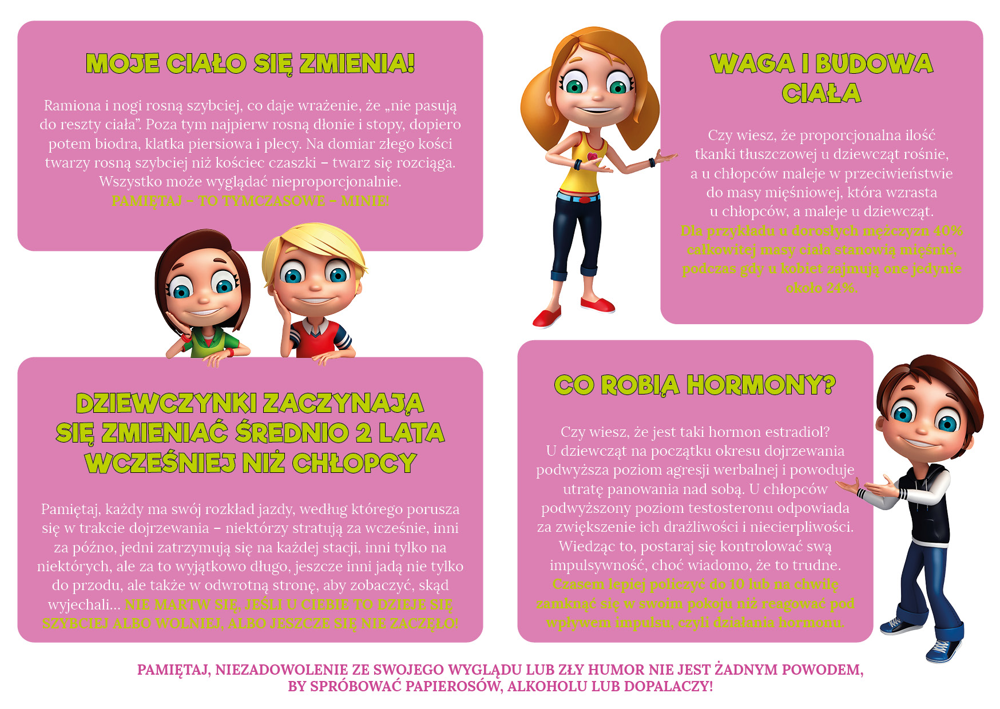 MOJE CIAŁO SIĘ ZMIENIA!
Ramiona i nogi rosną szybciej, co daje wrażenie, że „nie pasują
do reszty ciała”. Poza tym najpierw rosną dłonie i stopy, dopiero
potem biodra, klatka piersiowa i plecy. Na domiar złego kości
twarzy rosną szybciej niż kościec czaszki – twarz się rozciąga.
Wszystko może wyglądać nieproporcjonalnie.
PAMIĘTAJ – TO TYMCZASOWE – MINIE!
DZIEWCZYNKI ZACZYNAJĄ
SIĘ ZMIENIAĆ ŚREDNIO 2 LATA
WCZEŚNIEJ NIŻ CHŁOPCY
Pamiętaj, każdy ma swój rozkład jazdy, według którego porusza
się w trakcie dojrzewania – niektórzy stratują za wcześnie, inni
za późno, jedni zatrzymują się na każdej stacji, inni tylko na
niektórych, ale za to wyjątkowo długo, jeszcze inni jadą nie tylko
do przodu, ale także w odwrotną stronę, aby zobaczyć, skąd
wyjechali... NIE MARTW SIĘ, JEŚLI U CIEBIE TO DZIEJE SIĘ
SZYBCIEJ ALBO WOLNIEJ, ALBO JESZCZE SIĘ NIE ZACZĘŁO!
WAGA I BUDOWA
CIAŁA
Czy wiesz, że proporcjonalna ilość
tkanki tłuszczowej u dziewcząt rośnie,
a u chłopców maleje w przeciwieństwie
do masy mięśniowej, która wzrasta
u chłopców, a maleje u dziewcząt.
Dla przykładu u dorosłych mężczyzn 40%
całkowitej masy ciała stanowią mięśnie,
podczas gdy u kobiet zajmują one jedynie
około 24%.
CO ROBIĄ HORMONY?
Czy wiesz, że jest taki hormon estradiol?
U dziewcząt na początku okresu dojrzewania
podwyższa poziom agresji werbalnej i powoduje
utratę panowania nad sobą. U chłopców
podwyższony poziom testosteronu odpowiada
za zwiększenie ich drażliwości i niecierpliwości.
Wiedząc to, postaraj się kontrolować swą
impulsywność, choć wiadomo, że to trudne.
Czasem lepiej policzyć do 10 lub na chwilę
zamknąć się w swoim pokoju niż reagować pod
wpływem impulsu, czyli działania hormonu.
PAMIĘTAJ, NIEZADOWOLENIE ZE SWOJEGO WYGLĄDU LUB ZŁY HUMOR NIE JEST ŻADNYM POWODEM,
BY SPRÓBOWAĆ PAPIEROSÓW, ALKOHOLU LUB DOPALACZY!